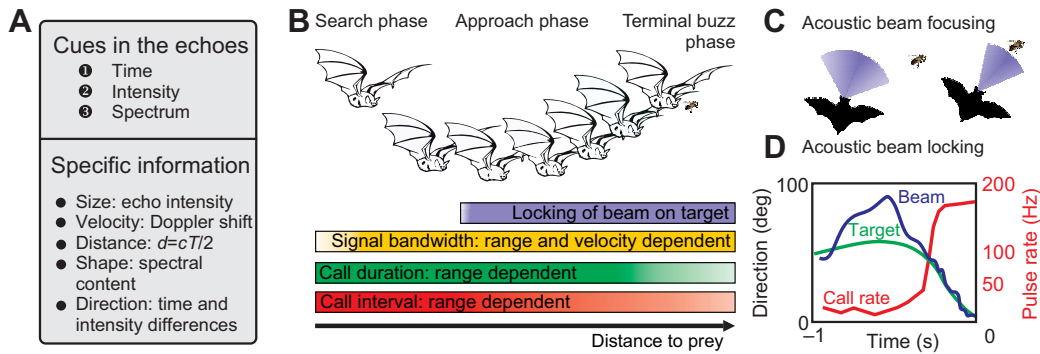 A
Cues in the echoes
❶ Time
❷ Intensity
❸ Spectrum
Specific information
● Size: echo intensity
● Velocity: Doppler shift
● Distance: d=cT/2
● Shape: spectral
content
● Direction: time and
intensity differences
B
Search phase
Approach phase
Terminal buzz
phase
Locking of beam on target
Signal bandwidth: range and velocity dependent
Call duration: range dependent
Call interval: range dependent
Distance to prey
C
Acoustic beam focusing
D
Acoustic beam locking
Direction (deg)
100
0
Beam
Target
Call rate
200
100
50
0
Pulse rate (Hz)
–1
Time (s)